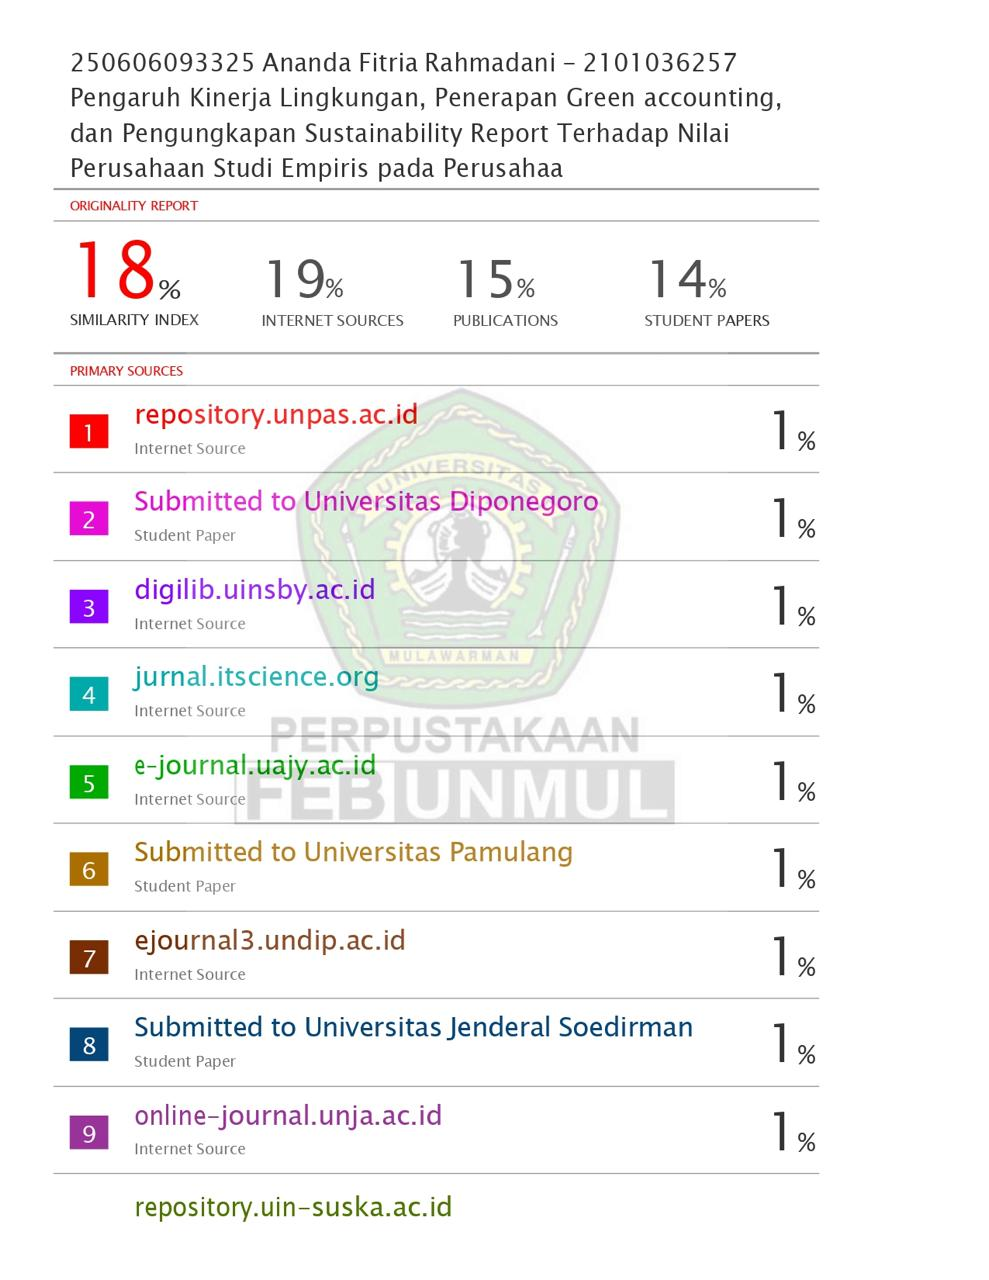 250606093325 Ananda Fitria Rahmadani – 2101036257
Pengaruh Kinerja Lingkungan, Penerapan Green accounting,
dan Pengungkapan Sustainability Report Terhadap Nilai
Perusahaan Studi Empiris pada Perusahaa
ORIGINALITY REPORT
18% 19% 15% 14%
SIMILARITY INDEX INTERNET SOURCES PUBLICATIONS STUDENT PAPERS
PRIMARY SOURCES
1 repository.unpas.ac.id 1%
Internet Source
2 Submitted to Universitas Diponegoro 1%
Student Paper
3 digilib.uinsby.ac.id 1%
Internet Source
4 jurnal.itscience.org 1%
Internet Source
5 e-journal.uajy.ac.id 1%
Internet Source
6 Submitted to Universitas Pamulang 1%
Student Paper
7 ejournal3.undip.ac.id 1%
Internet Source
8 Submitted to Universitas Jenderal Soedirman 1%
Student Paper
9 online-journal.unja.ac.id 1%
Internet Source
repository.uin-suska.ac.id
UNIVERSITAS
MULAWARMAN
PERPUSTAKAAN
FEB UNMUL